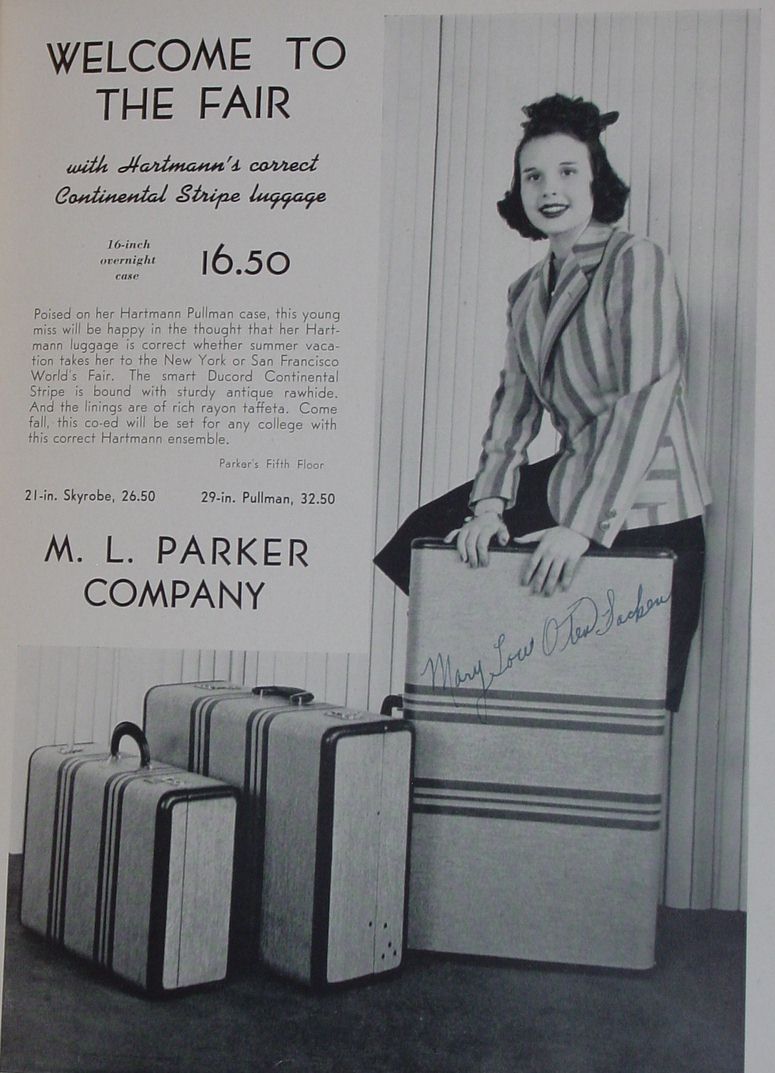 WELCOME TO
THE FAIR
with Hartmann's correct
Continental Stripe luggage
16-inch
overnight
case
16.50
Poised on her Hartmann Pullman case, this young
miss will be happy in the thought that her Hart-
mann luggage is correct whether summer vaca-
tion takes her to the New York or San Francisco
World's Fair. The smart Ducord Continental
Stripe is bound with sturdy antique rawhide.
And the linings are of rich rayon taffeta. Come
fall, this co-ed will be set for any college with
this correct Hartmann ensemble.
Parker's Fifth Floor
21-in. Skyrobe, 26.50 29-in. Pullman, 32.50
M. L. PARKER
COMPANY
Mary Lou